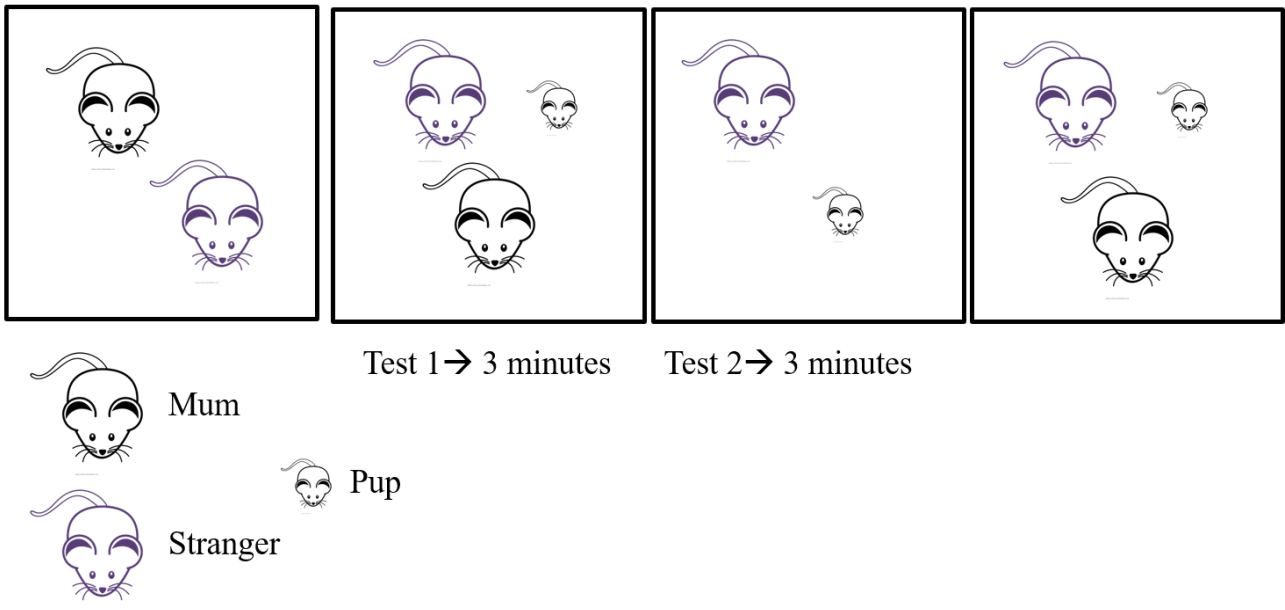 Test 1→ 3 minutes
Test 2→ 3 minutes
Mum
Pup
Stranger